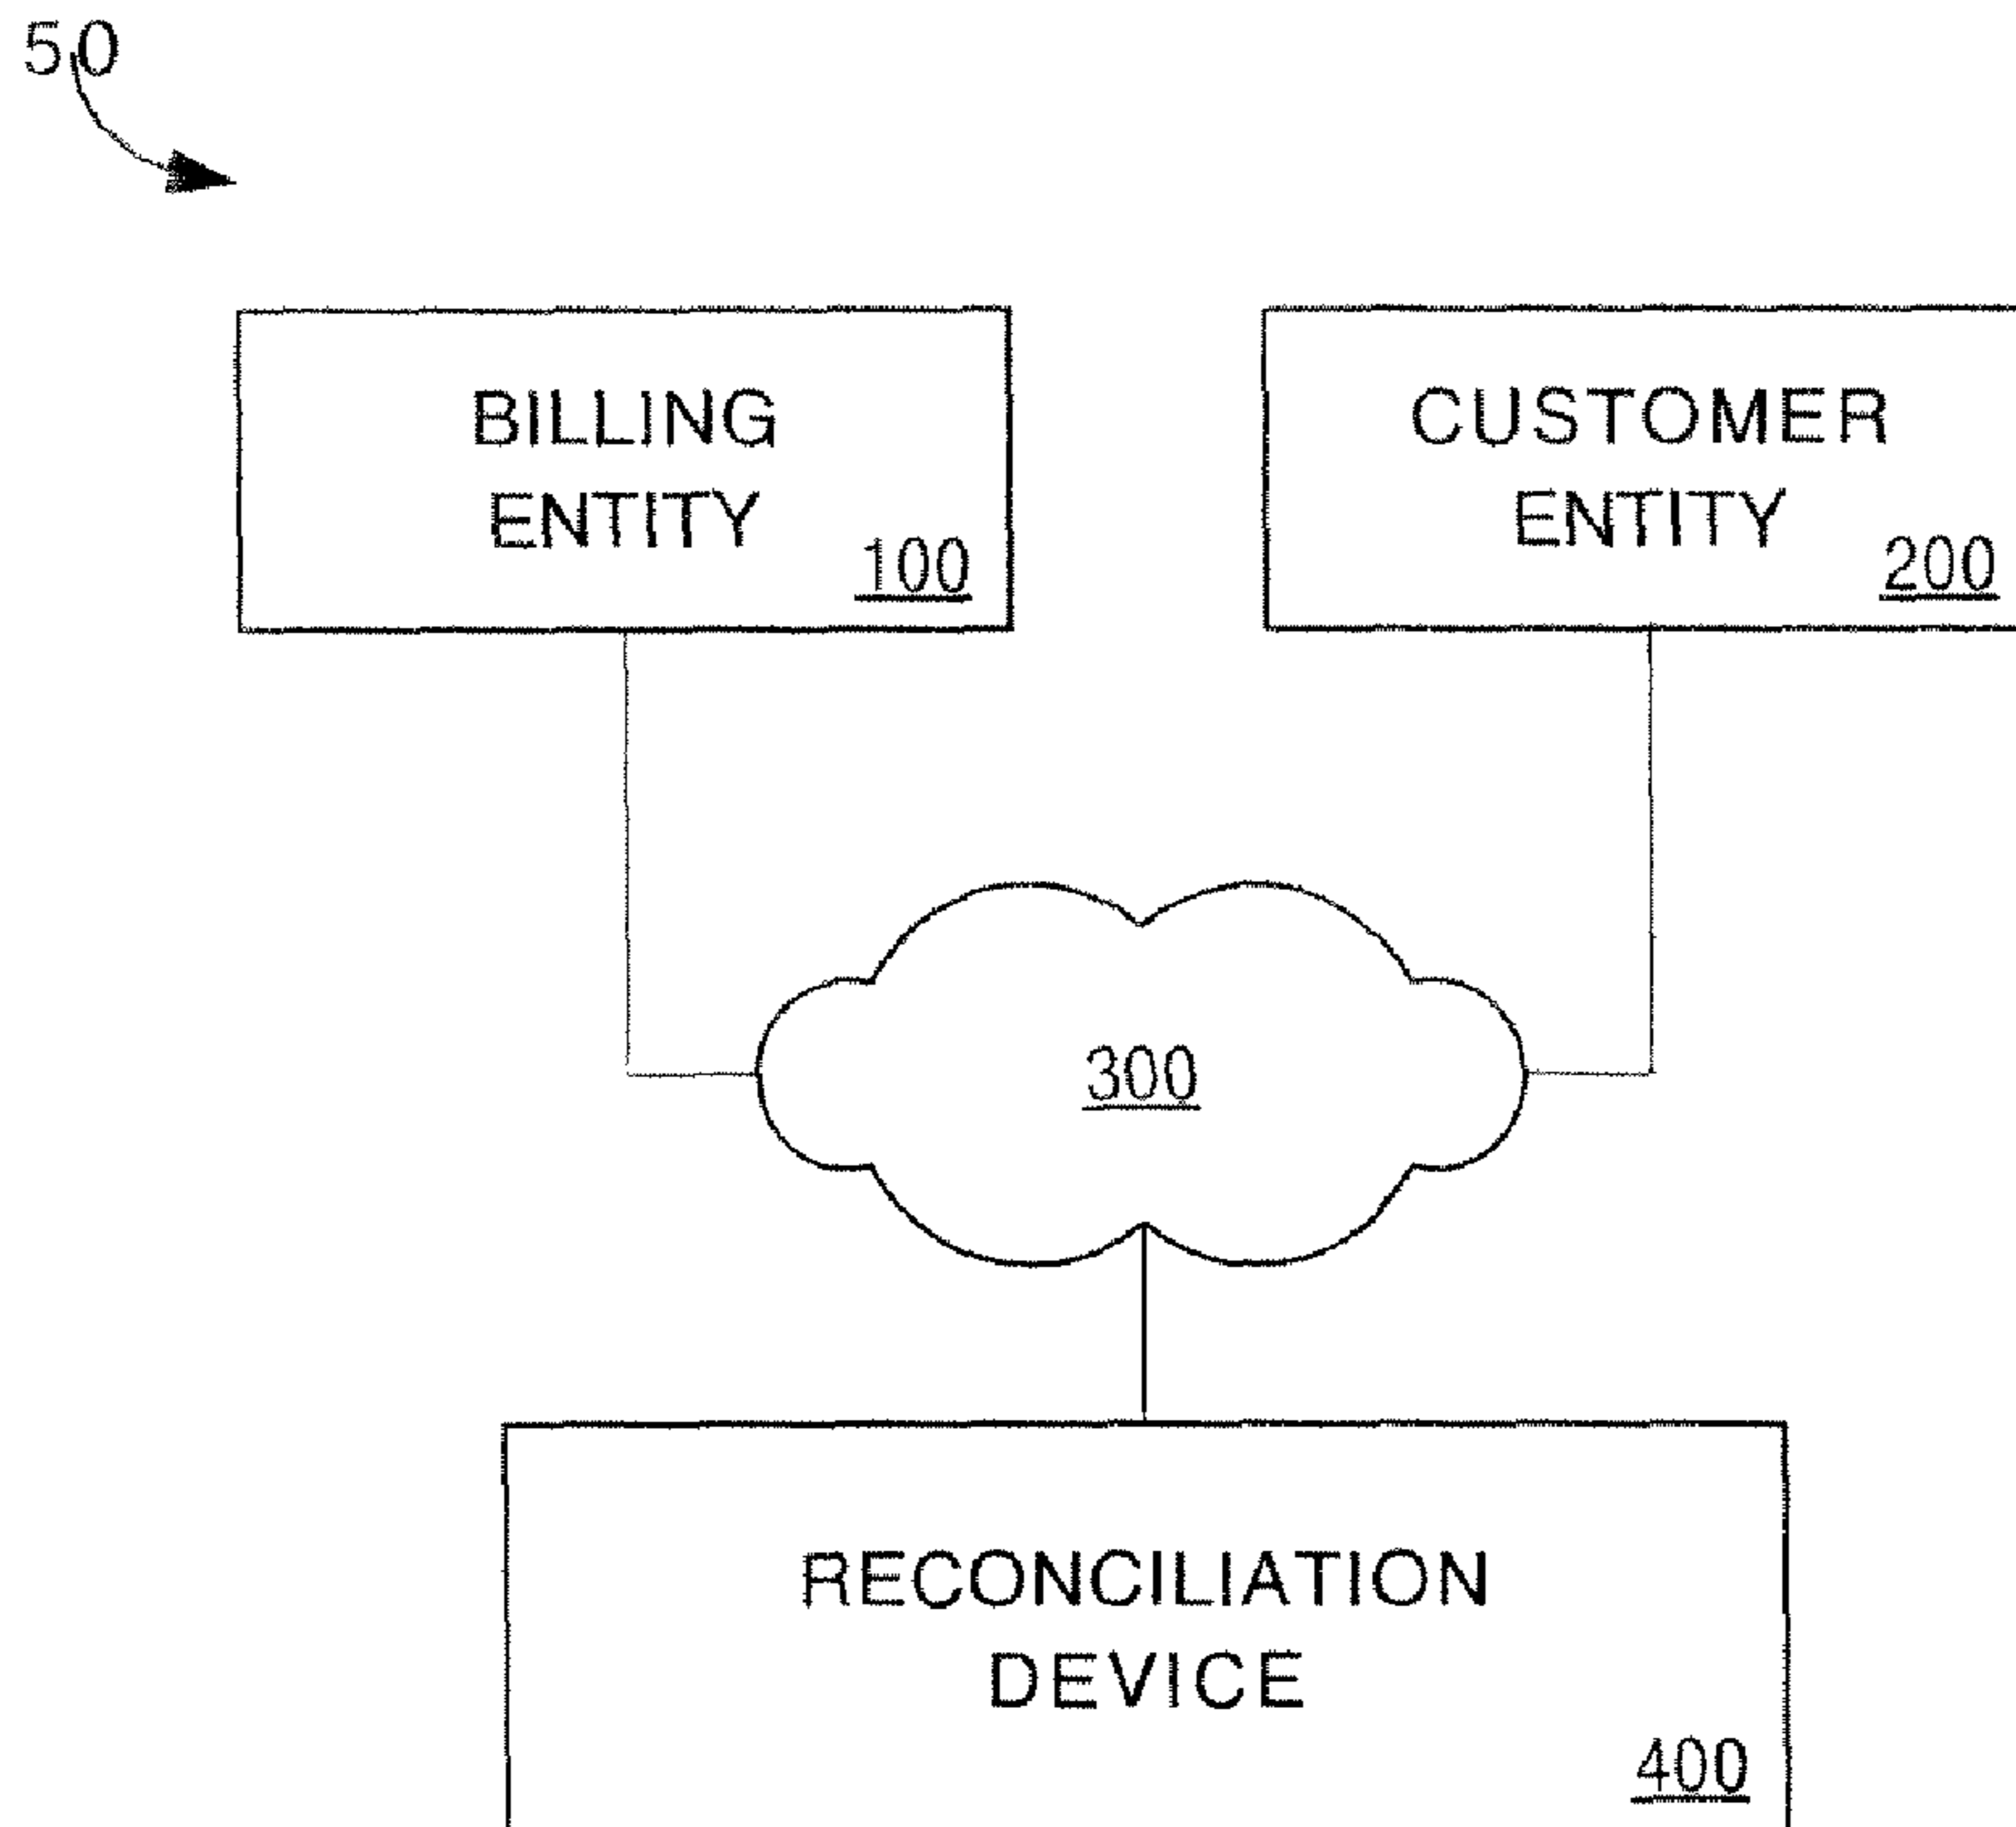 50
BILLING
ENTITY
100
CUSTOMER
ENTITY
200
300
RECONCILIATION
DEVICE
400